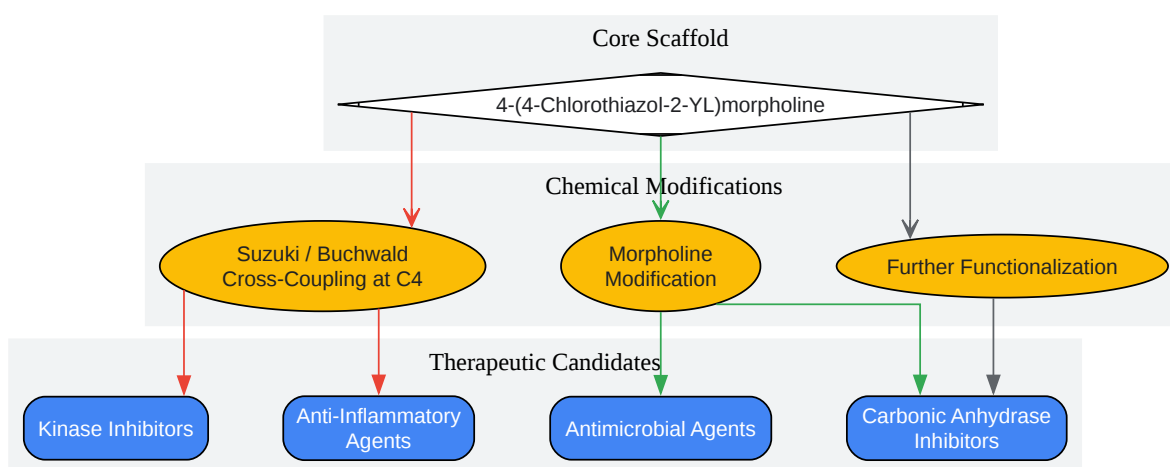 Core Scaffold
4-(4-Chlorothiazol-2-YL)morpholine
Chemical Modifications
Suzuki / Buchwald
Cross-Coupling at C4
Morpholine
Modification
Further Functionalization
Therapeutic Candidates
Kinase Inhibitors
Anti-Inflammatory
Agents
Antimicrobial Agents
Carbonic Anhydrase
Inhibitors